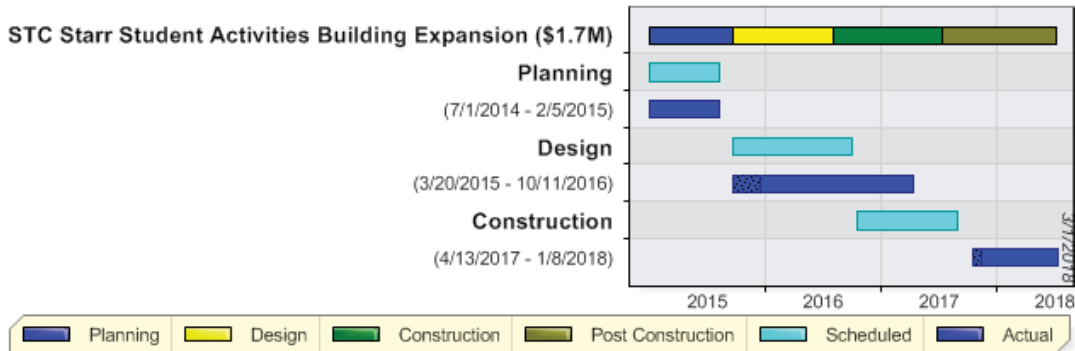 STC Starr Student Activities Building Expansion ($1.7M)
Planning
(7/1/2014 - 2/5/2015)
Design
(3/20/2015 - 10/11/2016)
Construction
(4/13/2017 - 1/8/2018)
3/1/2018
2015 2016 2017 2018
Planning Design Construction Post Construction Scheduled Actual